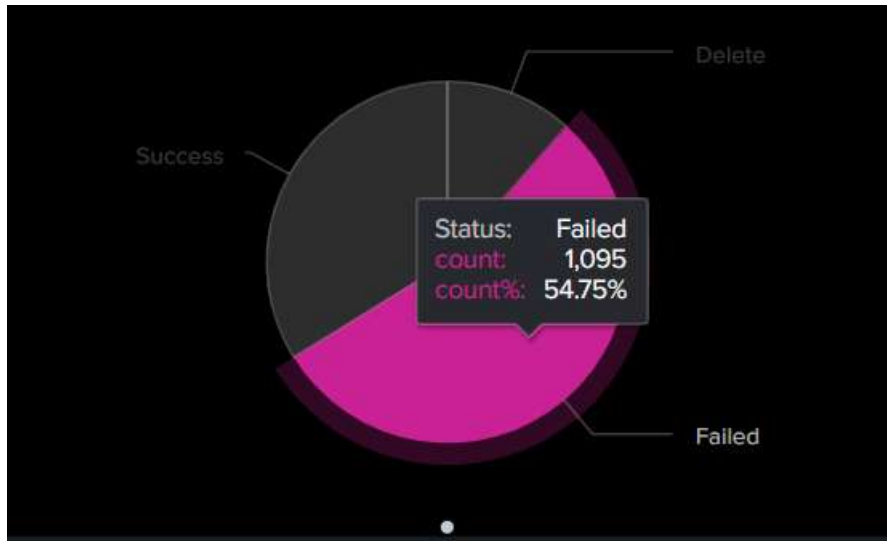 Delete
Success
Status: Failed
count: 1,095
count%: 54.75%
Failed